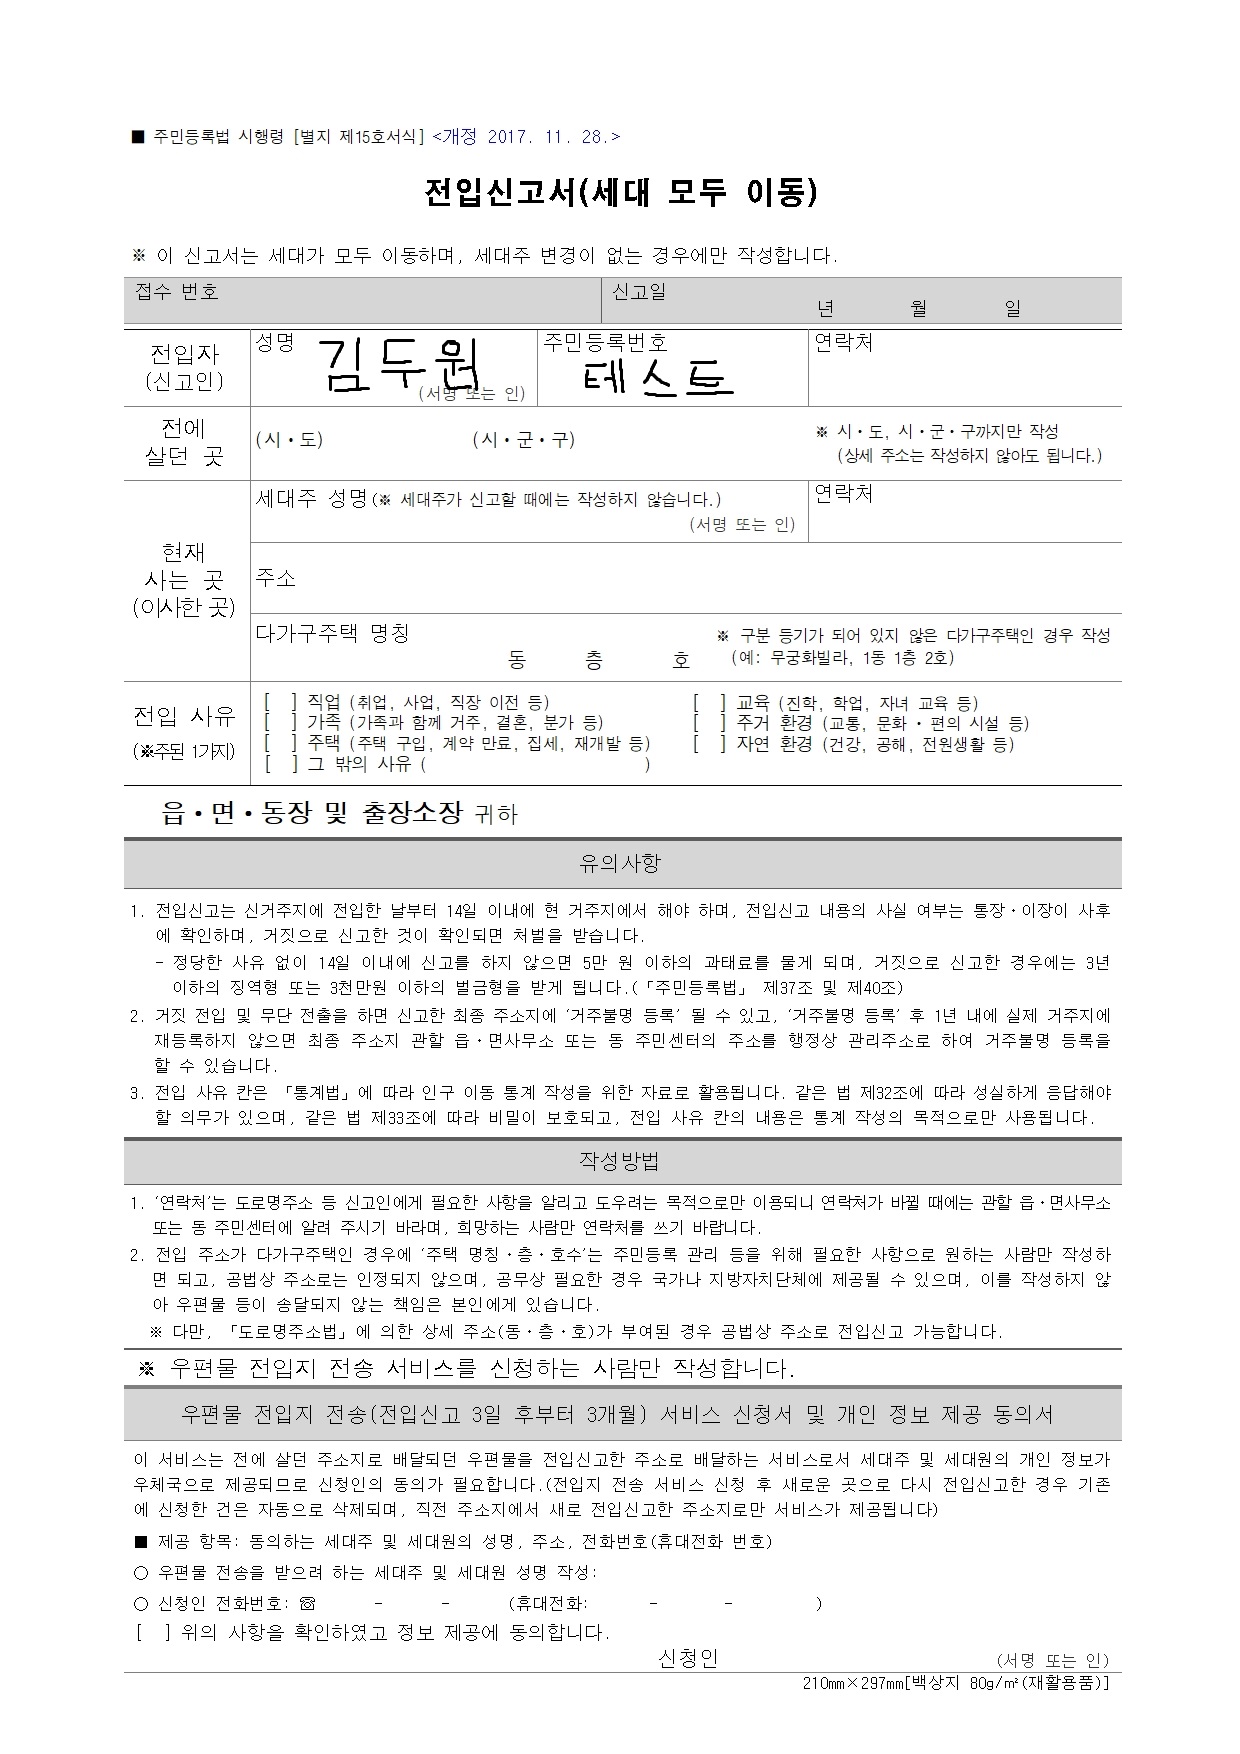 ■ 주민등록법 시행령 [별지 제15호서식] <개정 2017. 11. 28.>
전입신고서(세대 모두 이동)
※ 이 신고서는 세대가 모두 이동하며, 세대주 변경이 없는 경우에만 작성합니다.
접수 번호 신고일
년 월 일
전입자
(신고인)
성명 김두원
(서명 또는 인)
주민등록번호
테스트
연락처
전에
살던 곳
(시·도) (시·군·구)
※ 시·도, 시·군·구까지만 작성
(상세 주소는 작성하지 않아도 됩니다.)
현재
사는 곳
(이사한 곳)
세대주 성명(※ 세대주가 신고할 때에는 작성하지 않습니다.)
(서명 또는 인)
연락처
주소
다가구주택 명칭
동 층 호
※ 구분 등기가 되어 있지 않은 다가구주택인 경우 작성
(예: 무궁화빌라, 1동 1층 2호)
전입 사유
(※주된 1가지)
[ ] 직업 (취업, 사업, 직장 이전 등) [ ] 교육 (진학, 학업, 자녀 교육 등)
[ ] 가족 (가족과 함께 거주, 결혼, 분가 등) [ ] 주거 환경 (교통, 문화·편의 시설 등)
[ ] 주택 (주택 구입, 계약 만료, 집세, 재개발 등) [ ] 자연 환경 (건강, 공해, 전원생활 등)
[ ] 그 밖의 사유 ( )
읍·면·동장 및 출장소장 귀하
유의사항
1. 전입신고는 신거주지에 전입한 날부터 14일 이내에 현 거주지에서 해야 하며, 전입신고 내용의 사실 여부는 통장·이장이 사후
에 확인하며, 거짓으로 신고한 것이 확인되면 처벌을 받습니다.
- 정당한 사유 없이 14일 이내에 신고를 하지 않으면 5만 원 이하의 과태료를 물게 되며, 거짓으로 신고한 경우에는 3년
이하의 징역형 또는 3천만원 이하의 벌금형을 받게 됩니다.(「주민등록법」 제37조 및 제40조)
2. 거짓 전입 및 무단 전출을 하면 신고한 최종 주소지에 ‘거주불명 등록’ 될 수 있고, ‘거주불명 등록’ 후 1년 내에 실제 거주지에
재등록하지 않으면 최종 주소지 관할 읍·면사무소 또는 동 주민센터의 주소를 행정상 관리주소로 하여 거주불명 등록을
할 수 있습니다.
3. 전입 사유 칸은 「통계법」에 따라 인구 이동 통계 작성을 위한 자료로 활용됩니다. 같은 법 제32조에 따라 성실하게 응답해야
할 의무가 있으며, 같은 법 제33조에 따라 비밀이 보호되고, 전입 사유 칸의 내용은 통계 작성의 목적으로만 사용됩니다.
작성방법
1. ‘연락처’는 도로명주소 등 신고인에게 필요한 사항을 알리고 도우려는 목적으로만 이용되니 연락처가 바뀔 때에는 관할 읍·면사무소
또는 동 주민센터에 알려 주시기 바라며, 희망하는 사람만 연락처를 쓰기 바랍니다.
2. 전입 주소가 다가구주택인 경우에 ‘주택 명칭·층·호수’는 주민등록 관리 등을 위해 필요한 사항으로 원하는 사람만 작성하
면 되고, 공법상 주소로는 인정되지 않으며, 공무상 필요한 경우 국가나 지방자치단체에 제공될 수 있으며, 이를 작성하지 않
아 우편물 등이 송달되지 않는 책임은 본인에게 있습니다.
※ 다만, 「도로명주소법」에 의한 상세 주소(동·층·호)가 부여된 경우 공법상 주소로 전입신고 가능합니다.
※ 우편물 전입지 전송 서비스를 신청하는 사람만 작성합니다.
우편물 전입지 전송(전입신고 3일 후부터 3개월) 서비스 신청서 및 개인 정보 제공 동의서
이 서비스는 전에 살던 주소지로 배달되던 우편물을 전입신고한 주소로 배달하는 서비스로서 세대주 및 세대원의 개인 정보가
우체국으로 제공되므로 신청인의 동의가 필요합니다.(전입지 전송 서비스 신청 후 새로운 곳으로 다시 전입신고한 경우 기존
에 신청한 건은 자동으로 삭제되며, 직전 주소지에서 새로 전입신고한 주소지로만 서비스가 제공됩니다)
■ 제공 항목: 동의하는 세대주 및 세대원의 성명, 주소, 전화번호(휴대전화 번호)
○ 우편물 전송을 받으려 하는 세대주 및 세대원 성명 작성:
○ 신청인 전화번호: ☏ - - (휴대전화: - - )
[ ] 위의 사항을 확인하였고 정보 제공에 동의합니다.
신청인 (서명 또는 인)
210㎜×297㎜[백상지 80g/㎡(재활용품)]